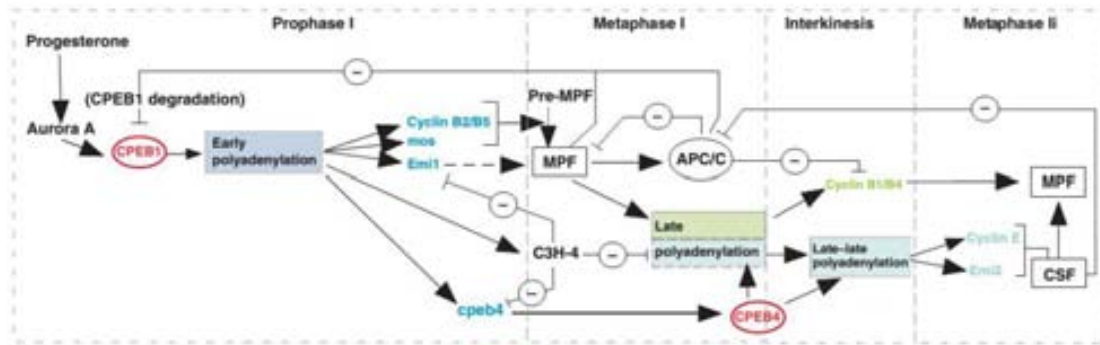 Prophase I
Metaphase I
Interkinesis
Metaphase Ii
Progesterone
(CPEB1 degradation)
Aurora A
CPEB1
Early
polyadenylation
Cyclin B2/B5
mos
Emi1
Pre-MPF
MPF
APC/C
Cyclin B1/B4
MPF
Late
polyadenylation
C3H-4
Late–late
polyadenylation
Cyclin E
Emi2
CSF
cpeb4
CPEB4
−
−
−
−
−
−
−